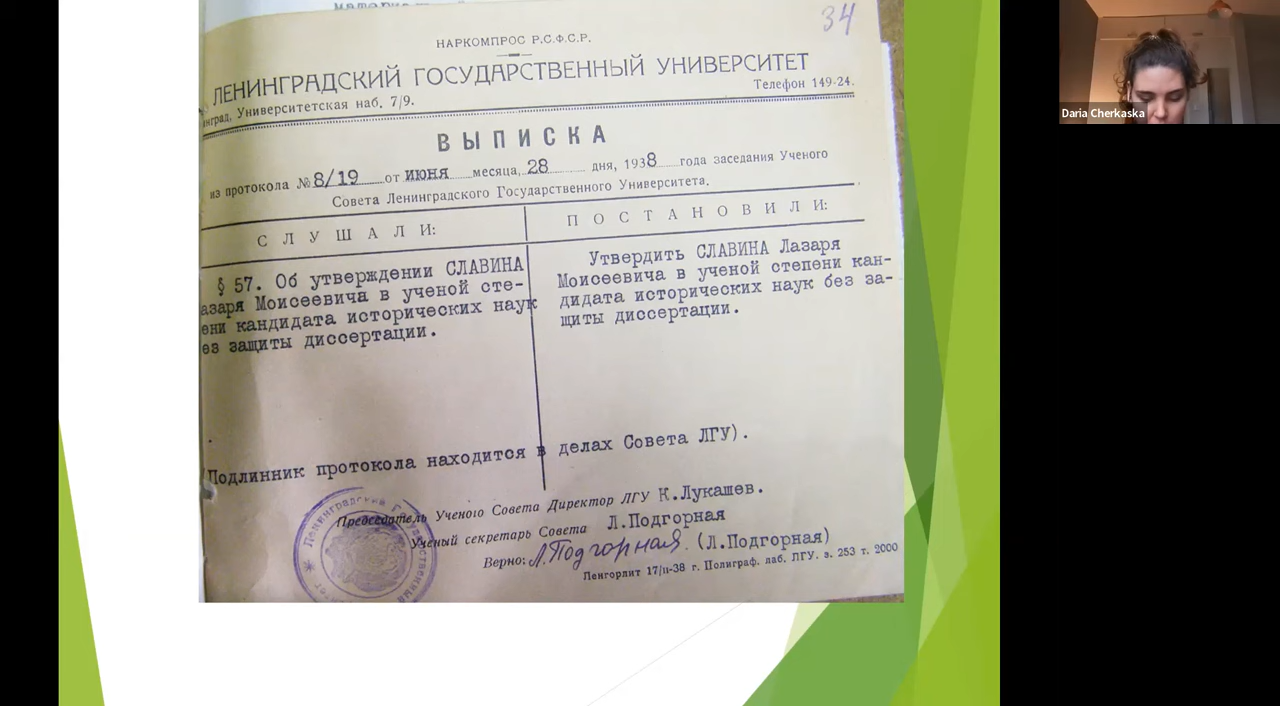 34
НАРКОМПРОС Р.С.Ф.С.Р.
ЛЕНИНГРАДСКИЙ ГОСУДАРСТВЕННЫЙ УНИВЕРСИТЕТ
инград, Университетская наб. 7/9.
Телефон 149-24.
ВЫПИСКА
из протокола № 8/19 от июня месяца, 28 дня, 1938 года заседания Ученого
Совета Ленинградского Государственного Университета.
СЛУШАЛИ:
§ 57. Об утверждении СЛАВИНА
азаря Моисеевича в ученой сте-
ени кандидата исторических наук
ез защиты диссертации.
ПОСТАНОВИЛИ:
Утвердить СЛАВИНА Лазаря
Моисеевича в ученой степени кан-
дидата исторических наук без за-
щиты диссертации.
(Подлинник протокола находится в делах Совета ЛГУ).
Председатель Ученого Совета Директор ЛГУ К.Лукашев.
Ученый секретарь Совета Л.Подгорная
Верно: Л.Подгорная (Л.Подгорная)
Ленгорлит 17/II-38 г. Полиграф. лаб. ЛГУ. з. 253 т. 2000
Ленинградский Государственный
Daria Cherkaska